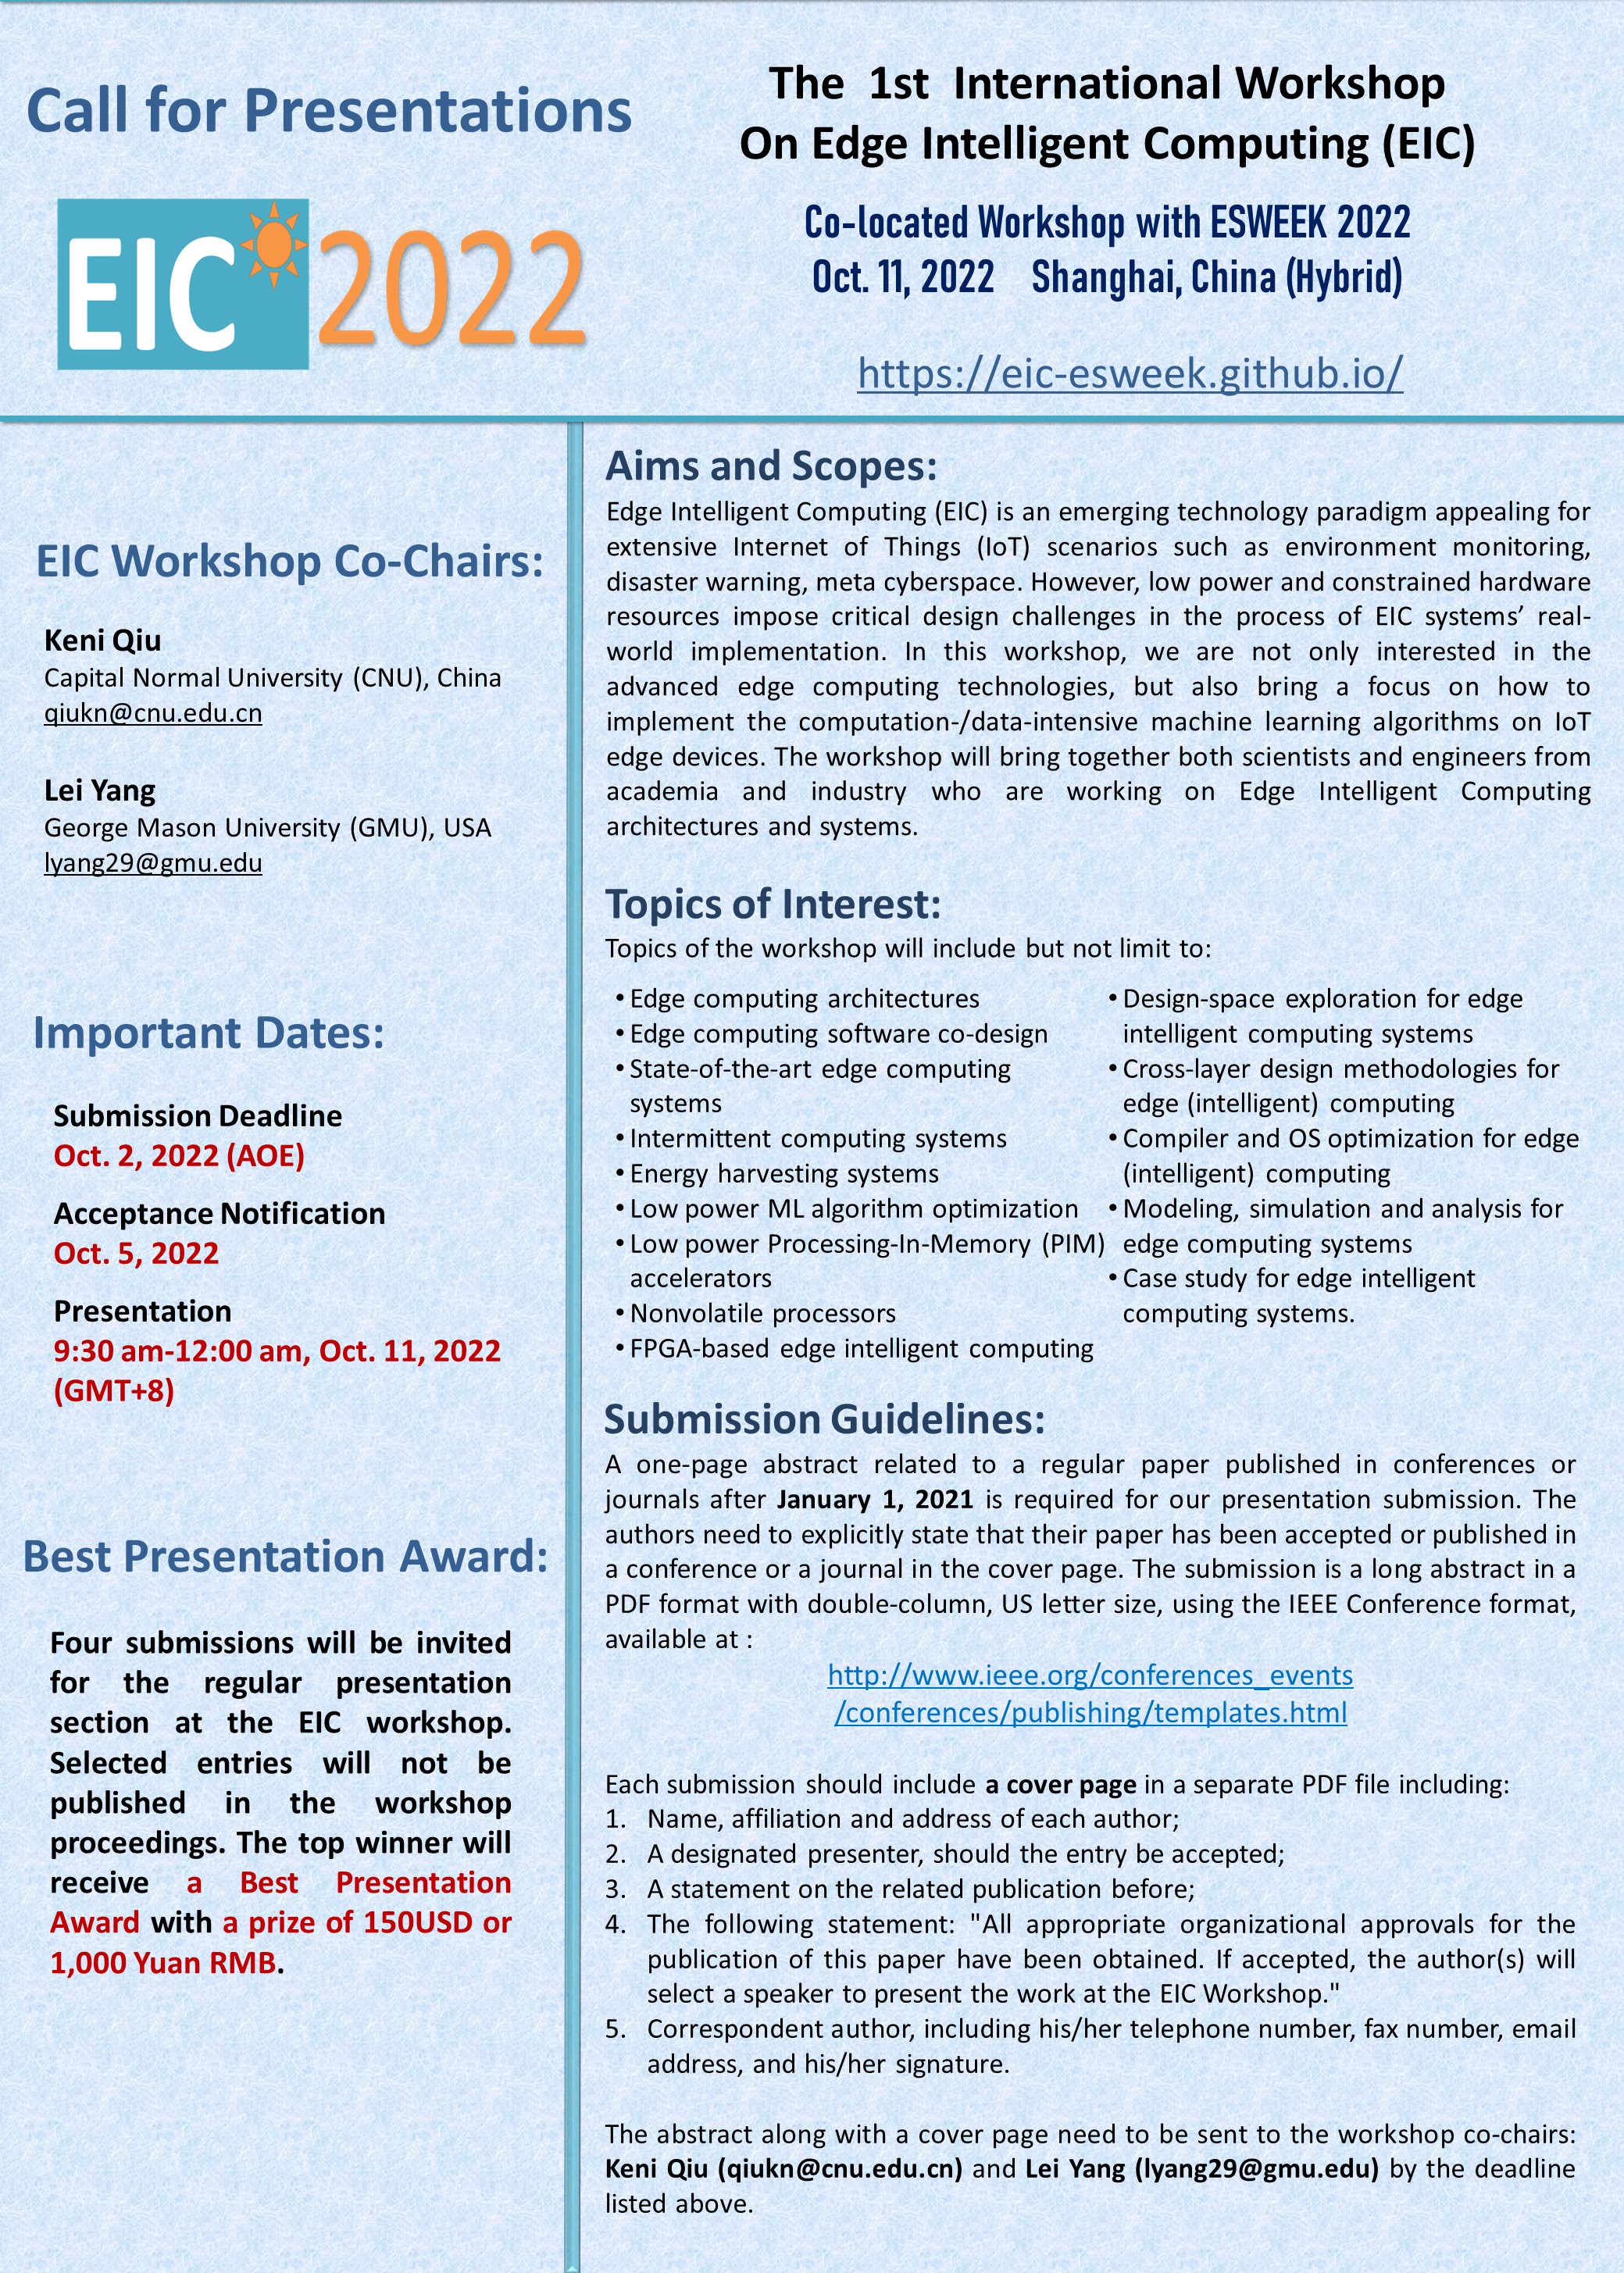 Call for Presentations
EIC 2022
The 1st International Workshop
On Edge Intelligent Computing (EIC)
Co-located Workshop with ESWEEK 2022
Oct. 11, 2022 Shanghai, China (Hybrid)
https://eic-esweek.github.io/
EIC Workshop Co-Chairs:
Keni Qiu
Capital Normal University (CNU), China
qiukn@cnu.edu.cn
Lei Yang
George Mason University (GMU), USA
lyang29@gmu.edu
Important Dates:
Submission Deadline
Oct. 2, 2022 (AOE)
Acceptance Notification
Oct. 5, 2022
Presentation
9:30 am-12:00 am, Oct. 11, 2022
(GMT+8)
Best Presentation Award:
Four submissions will be invited
for the regular presentation
section at the EIC workshop.
Selected entries will not be
published in the workshop
proceedings. The top winner will
receive a Best Presentation
Award with a prize of 150USD or
1,000 Yuan RMB.
Aims and Scopes:
Edge Intelligent Computing (EIC) is an emerging technology paradigm appealing for
extensive Internet of Things (IoT) scenarios such as environment monitoring,
disaster warning, meta cyberspace. However, low power and constrained hardware
resources impose critical design challenges in the process of EIC systems’ real-
world implementation. In this workshop, we are not only interested in the
advanced edge computing technologies, but also bring a focus on how to
implement the computation-/data-intensive machine learning algorithms on IoT
edge devices. The workshop will bring together both scientists and engineers from
academia and industry who are working on Edge Intelligent Computing
architectures and systems.
Topics of Interest:
Topics of the workshop will include but not limit to:
• Edge computing architectures
• Edge computing software co-design
• State-of-the-art edge computing
systems
• Intermittent computing systems
• Energy harvesting systems
• Low power ML algorithm optimization
• Low power Processing-In-Memory (PIM)
accelerators
• Nonvolatile processors
• FPGA-based edge intelligent computing
• Design-space exploration for edge
intelligent computing systems
• Cross-layer design methodologies for
edge (intelligent) computing
• Compiler and OS optimization for edge
(intelligent) computing
• Modeling, simulation and analysis for
edge computing systems
• Case study for edge intelligent
computing systems.
Submission Guidelines:
A one-page abstract related to a regular paper published in conferences or
journals after January 1, 2021 is required for our presentation submission. The
authors need to explicitly state that their paper has been accepted or published in
a conference or a journal in the cover page. The submission is a long abstract in a
PDF format with double-column, US letter size, using the IEEE Conference format,
available at :
http://www.ieee.org/conferences_events
/conferences/publishing/templates.html
Each submission should include a cover page in a separate PDF file including:
1. Name, affiliation and address of each author;
2. A designated presenter, should the entry be accepted;
3. A statement on the related publication before;
4. The following statement: "All appropriate organizational approvals for the
publication of this paper have been obtained. If accepted, the author(s) will
select a speaker to present the work at the EIC Workshop."
5. Correspondent author, including his/her telephone number, fax number, email
address, and his/her signature.
The abstract along with a cover page need to be sent to the workshop co-chairs:
Keni Qiu (qiukn@cnu.edu.cn) and Lei Yang (lyang29@gmu.edu) by the deadline
listed above.